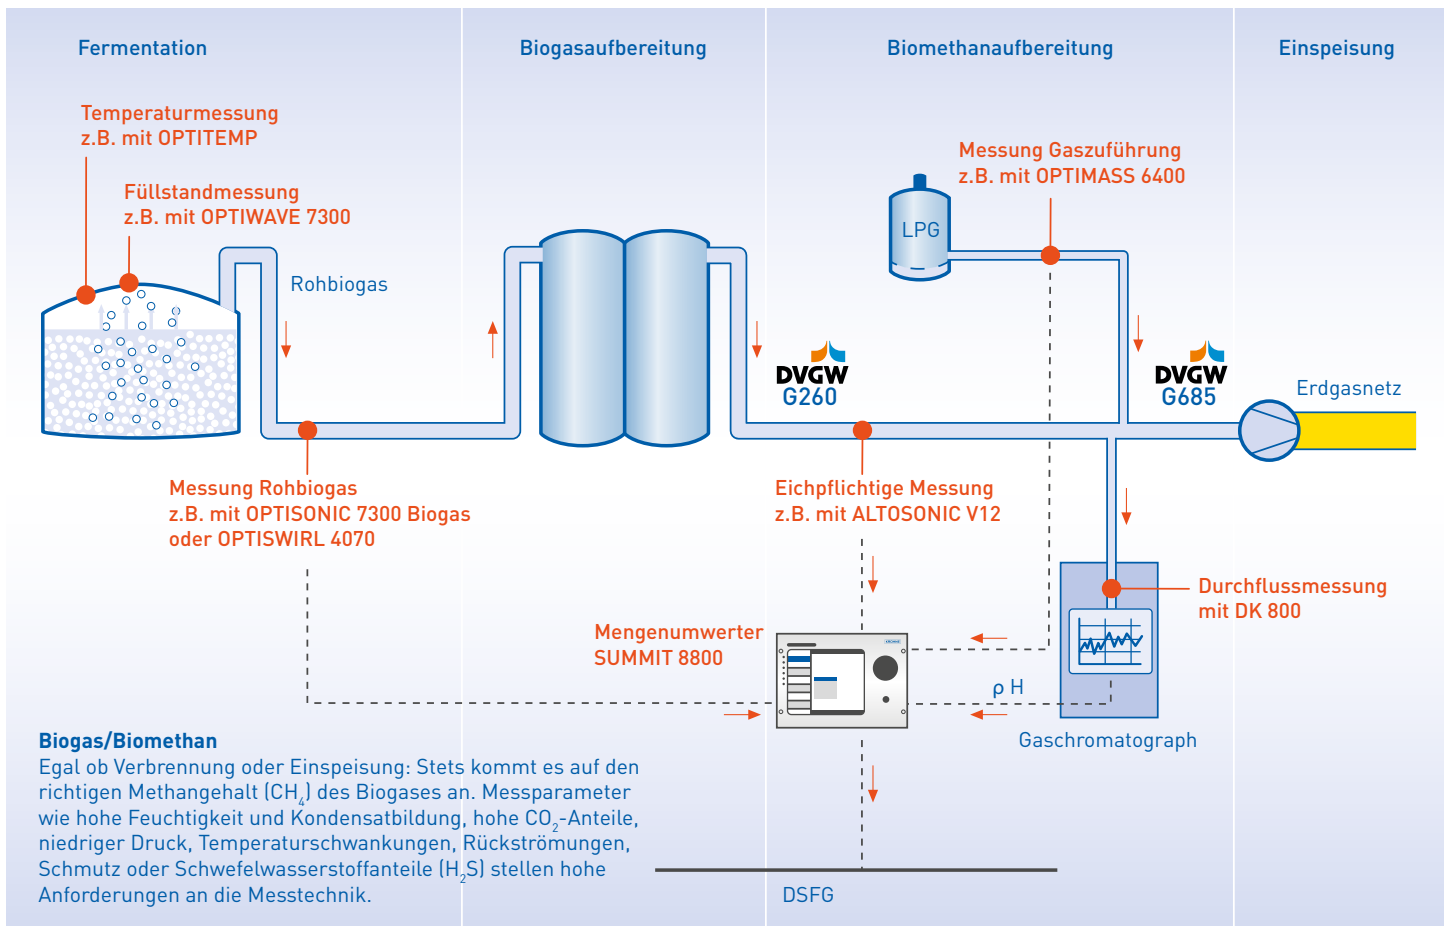 Fermentation
Biogasaufbereitung
Biomethanaufbereitung
Einspeisung
Temperaturmessung
z.B. mit OPTITEMP
Füllstandmessung
z.B. mit OPTIWAVE 7300
Rohbiogas
Messung Gaszuführung
z.B. mit OPTIMASS 6400
LPG
DVGW
G260
DVGW
G685
Erdgasnetz
Messung Rohbiogas
z.B. mit OPTISONIC 7300 Biogas
oder OPTISWIRL 4070
Eichpflichtige Messung
z.B. mit ALTOSONIC V12
Durchflussmessung
mit DK 800
Mengenumwerter
SUMMIT 8800
ρ H
Gaschromatograph
Biogas/Biomethan
Egal ob Verbrennung oder Einspeisung: Stets kommt es auf den
richtigen Methangehalt (CH₄) des Biogases an. Messparameter
wie hohe Feuchtigkeit und Kondensatbildung, hohe CO₂-Anteile,
niedriger Druck, Temperaturschwankungen, Rückströmungen,
Schmutz oder Schwefelwasserstoffanteile (H₂S) stellen hohe
Anforderungen an die Messtechnik.
DSFG